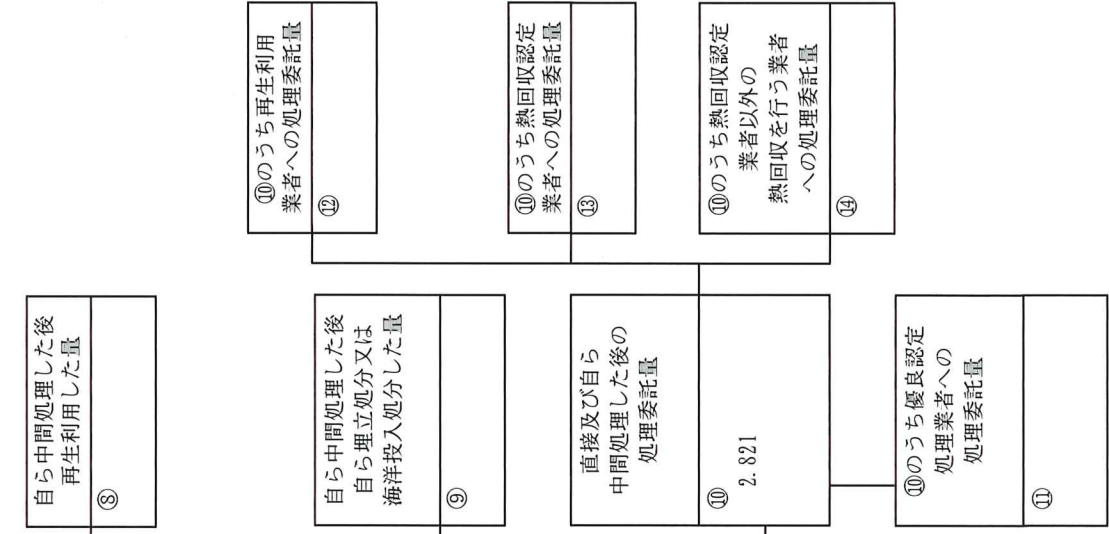 自ら中間処理した後
再生利用した量
⑧
自ら中間処理した後
自ら埋立処分又は
海洋投入処分した量
⑨
直接及び自ら
中間処理した後の
処理委託量
⑩
2.821
⑩のうち優良認定
処理業者への
処理委託量
⑪
⑩のうち再生利用
業者への処理委託量
⑫
⑩のうち熱回収認定
業者への処理委託量
⑬
⑩のうち熱回収認定
業者以外の
熱回収を行う業者
への処理委託量
⑭